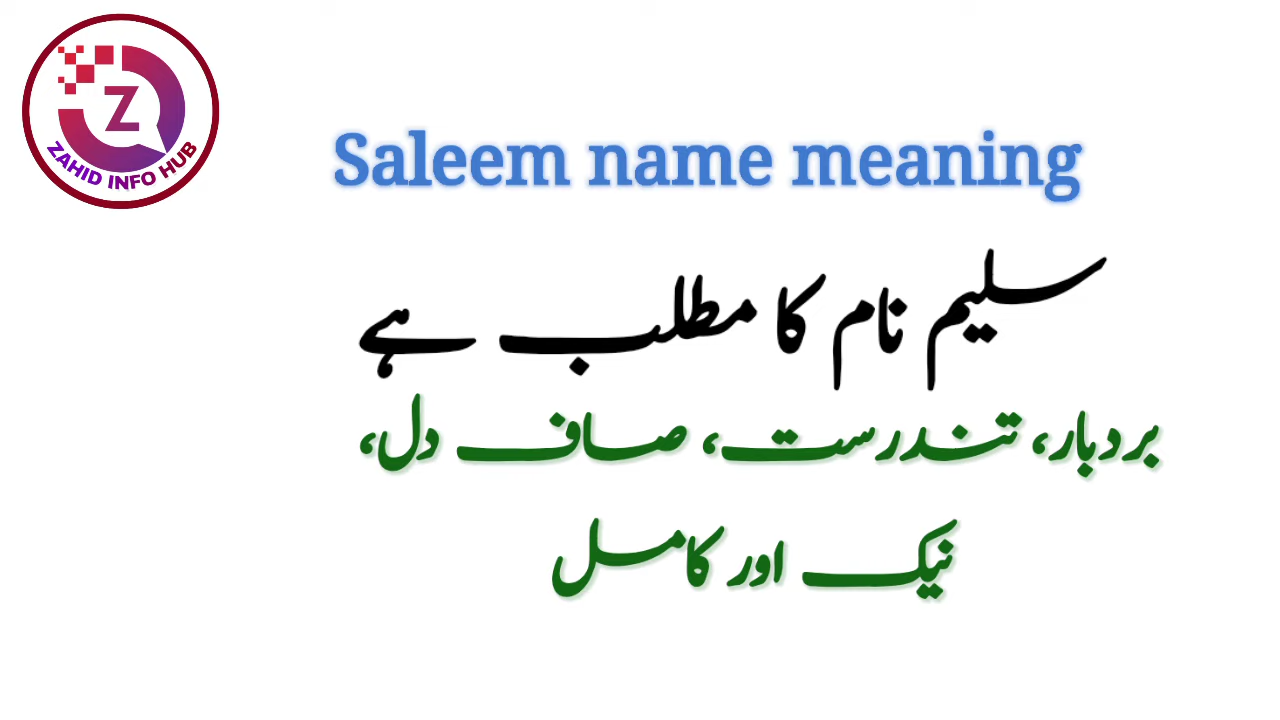 Z
ZAHID INFO HUB
Saleem name meaning
سلیم نام کا مطلب ہے
بردبار، تندرست، صاف دل،
نیک اور کامل